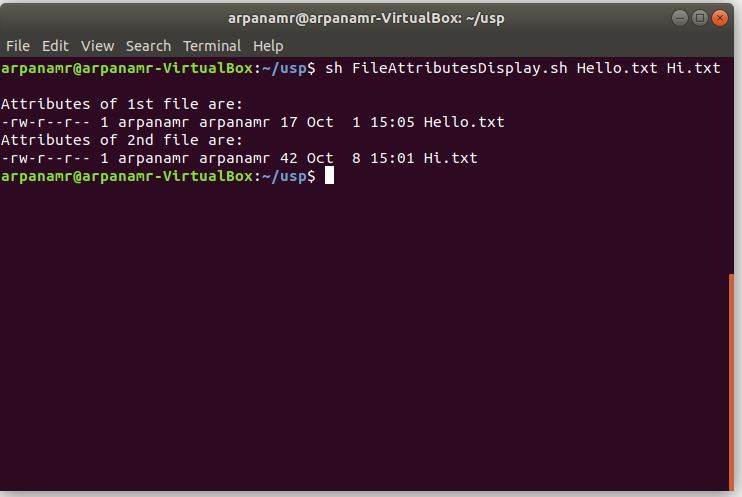 arpanamr@arpanamr-VirtualBox: ~/usp
File Edit View Search Terminal Help
arpanamr@arpanamr-VirtualBox:~/usp$ sh FileAttributesDisplay.sh Hello.txt Hi.txt
Attributes of 1st file are:
-rw-r--r-- 1 arpanamr arpanamr 17 Oct  1 15:05 Hello.txt
Attributes of 2nd file are:
-rw-r--r-- 1 arpanamr arpanamr 42 Oct  8 15:01 Hi.txt
arpanamr@arpanamr-VirtualBox:~/usp$